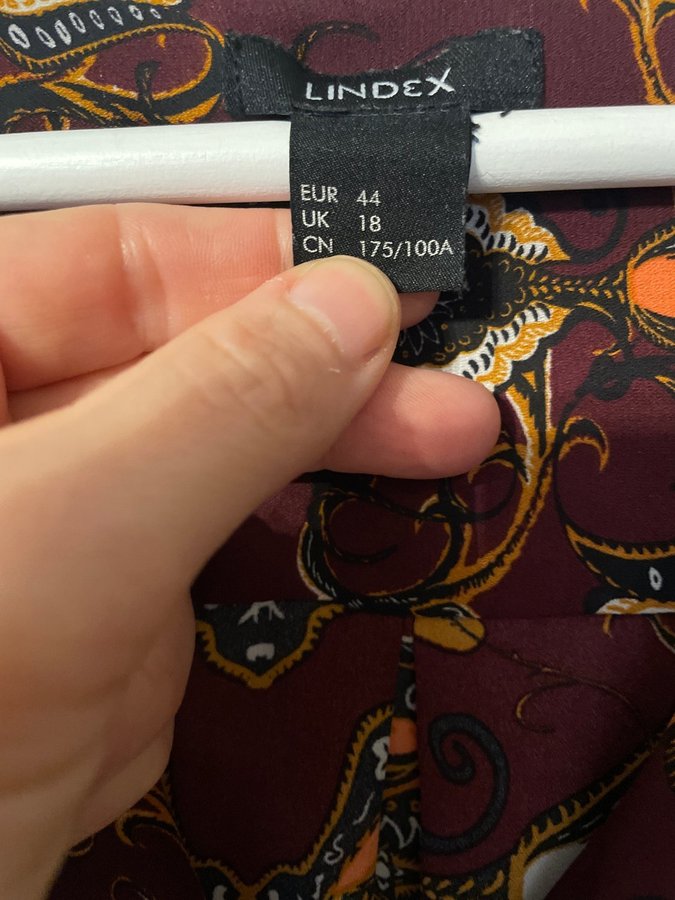 LINDEX
EUR 44
UK 18
CN 175/100A